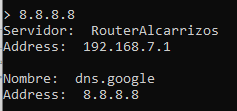 > 8.8.8.8
Servidor:  RouterAlcarrizos
Address:  192.168.7.1
Nombre:  dns.google
Address:  8.8.8.8